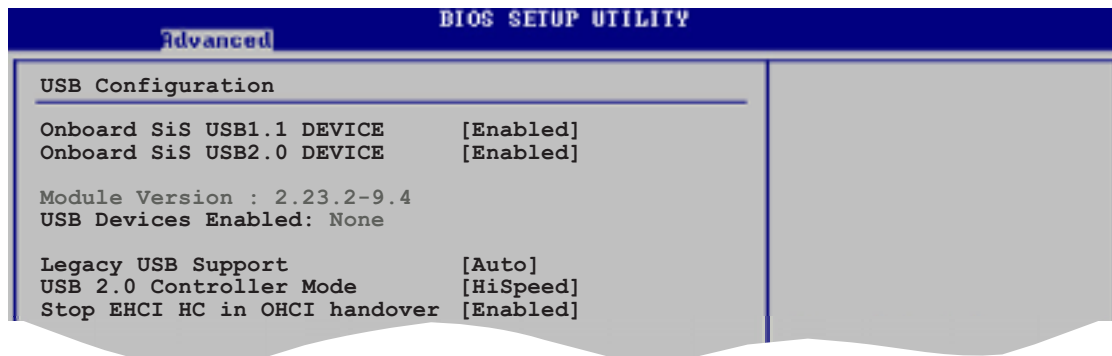 BIOS SETUP UTILITY
Advanced
USB Configuration
Onboard SiS USB1.1 DEVICE [Enabled]
Onboard SiS USB2.0 DEVICE [Enabled]
Module Version : 2.23.2-9.4
USB Devices Enabled: None
Legacy USB Support [Auto]
USB 2.0 Controller Mode [HiSpeed]
Stop EHCI HC in OHCI handover [Enabled]